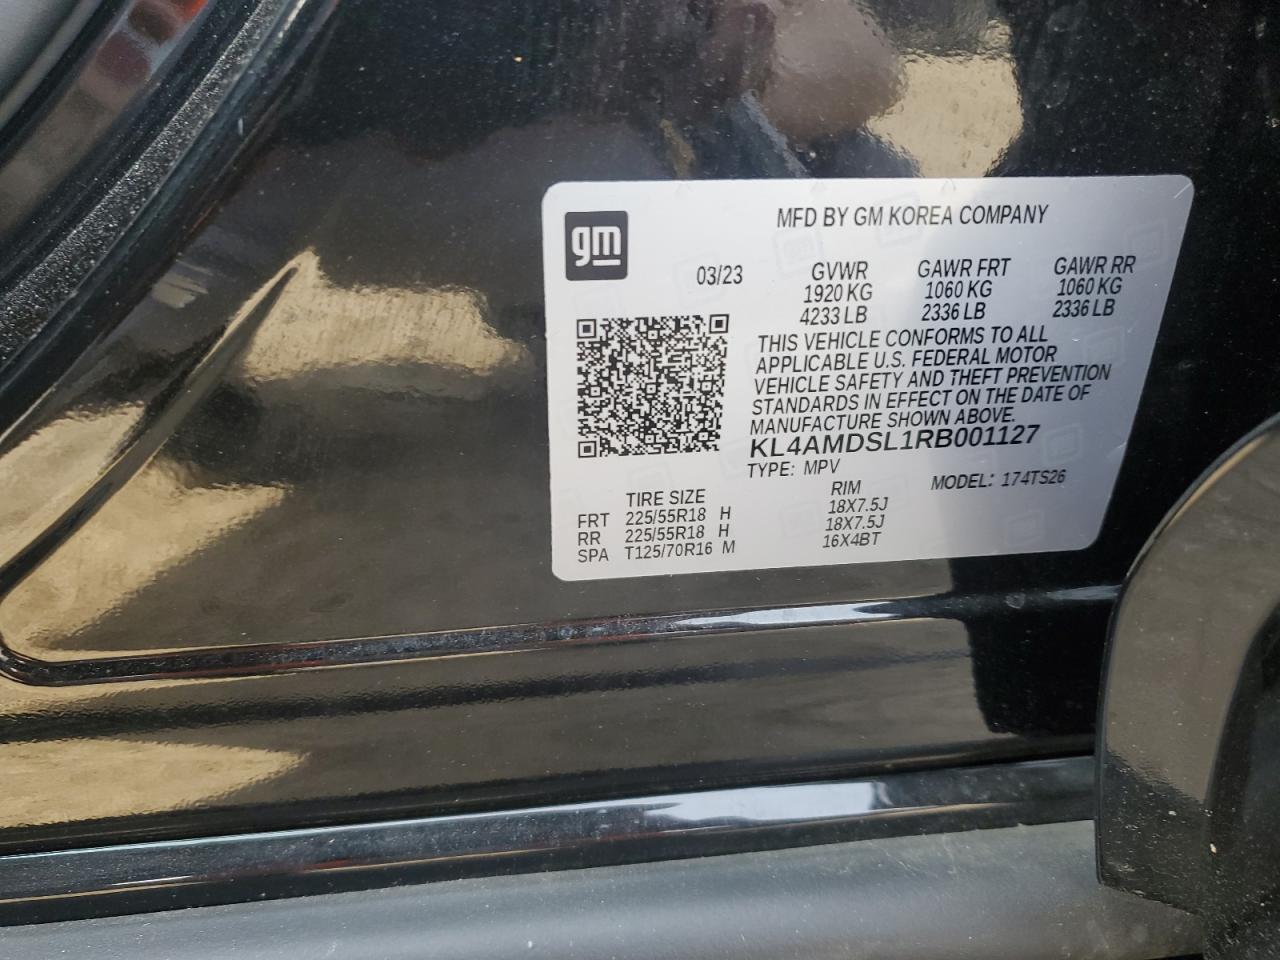 gm
MFD BY GM KOREA COMPANY
03/23 GVWR GAWR FRT GAWR RR
1920 KG 1060 KG 1060 KG
4233 LB 2336 LB 2336 LB
THIS VEHICLE CONFORMS TO ALL
APPLICABLE U.S. FEDERAL MOTOR
VEHICLE SAFETY AND THEFT PREVENTION
STANDARDS IN EFFECT ON THE DATE OF
MANUFACTURE SHOWN ABOVE.
KL4AMDSL1RB001127
TYPE: MPV MODEL: 174TS26
TIRE SIZE RIM
FRT 225/55R18 H 18X7.5J
RR 225/55R18 H 18X7.5J
SPA T125/70R16 M 16X4BT